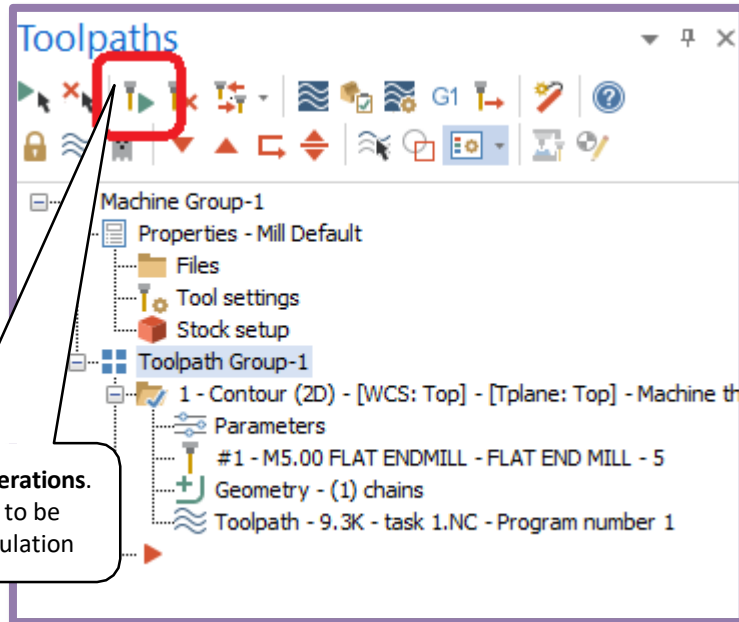 Toolpaths
G1
Machine Group-1
Properties - Mill Default
Files
Tool settings
Stock setup
Toolpath Group-1
1 - Contour (2D) - [WCS: Top] - [Tplane: Top] - Machine th
Parameters
#1 - M5.00 FLAT ENDMILL - FLAT END MILL - 5
Geometry - (1) chains
Toolpath - 9.3K - task 1.NC - Program number 1
erations.
to be
ulation